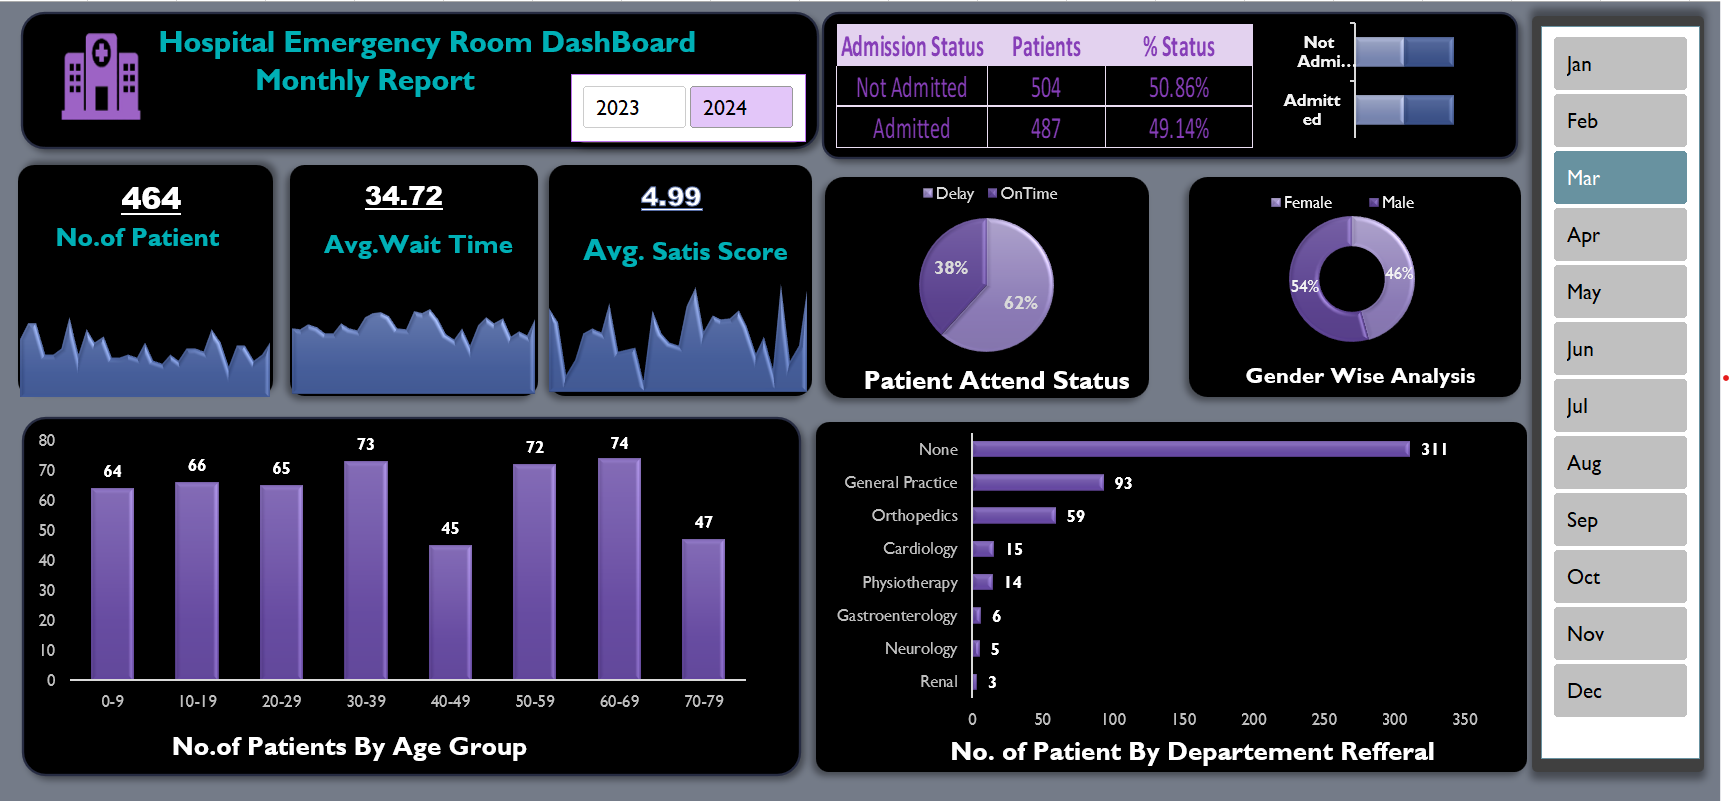 Hospital Emergency Room DashBoard
Monthly Report
2023
2024
Admission Status Patients % Status
Not Admitted 504 50.86%
Admitted 487 49.14%
Not
Admi...
Admitt
ed
Jan
Feb
Mar
Apr
May
Jun
Jul
Aug
Sep
Oct
Nov
Dec
464
No.of Patient
34.72
Avg.Wait Time
4.99
Avg. Satis Score
Delay OnTime
38%
62%
Patient Attend Status
Female Male
46%
54%
Gender Wise Analysis
80
70
60
50
40
30
20
10
0
64
66
65
73
45
72
74
47
0-9 10-19 20-29 30-39 40-49 50-59 60-69 70-79
No.of Patients By Age Group
None 311
General Practice 93
Orthopedics 59
Cardiology 15
Physiotherapy 14
Gastroenterology 6
Neurology 5
Renal 3
0 50 100 150 200 250 300 350
No. of Patient By Departement Refferal